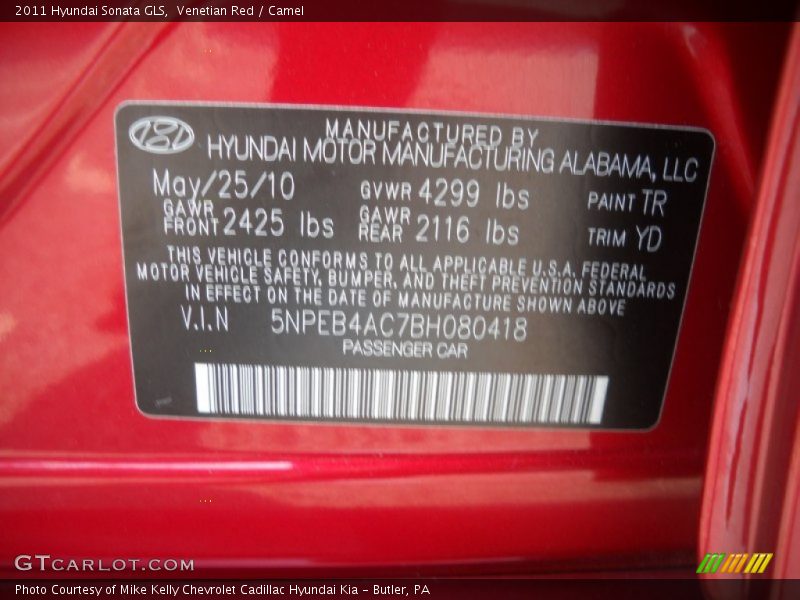 2011 Hyundai Sonata GLS, Venetian Red / Camel
MANUFACTURED BY
HYUNDAI MOTOR MANUFACTURING ALABAMA, LLC
May/25/10 GVWR 4299 lbs PAINT TR
GAWR FRONT 2425 lbs GAWR REAR 2116 lbs TRIM YD
THIS VEHICLE CONFORMS TO ALL APPLICABLE U.S.A. FEDERAL
MOTOR VEHICLE SAFETY, BUMPER, AND THEFT PREVENTION STANDARDS
IN EFFECT ON THE DATE OF MANUFACTURE SHOWN ABOVE
V.I.N 5NPEB4AC7BH080418
PASSENGER CAR
GTCARLOT.COM
Photo Courtesy of Mike Kelly Chevrolet Cadillac Hyundai Kia – Butler, PA